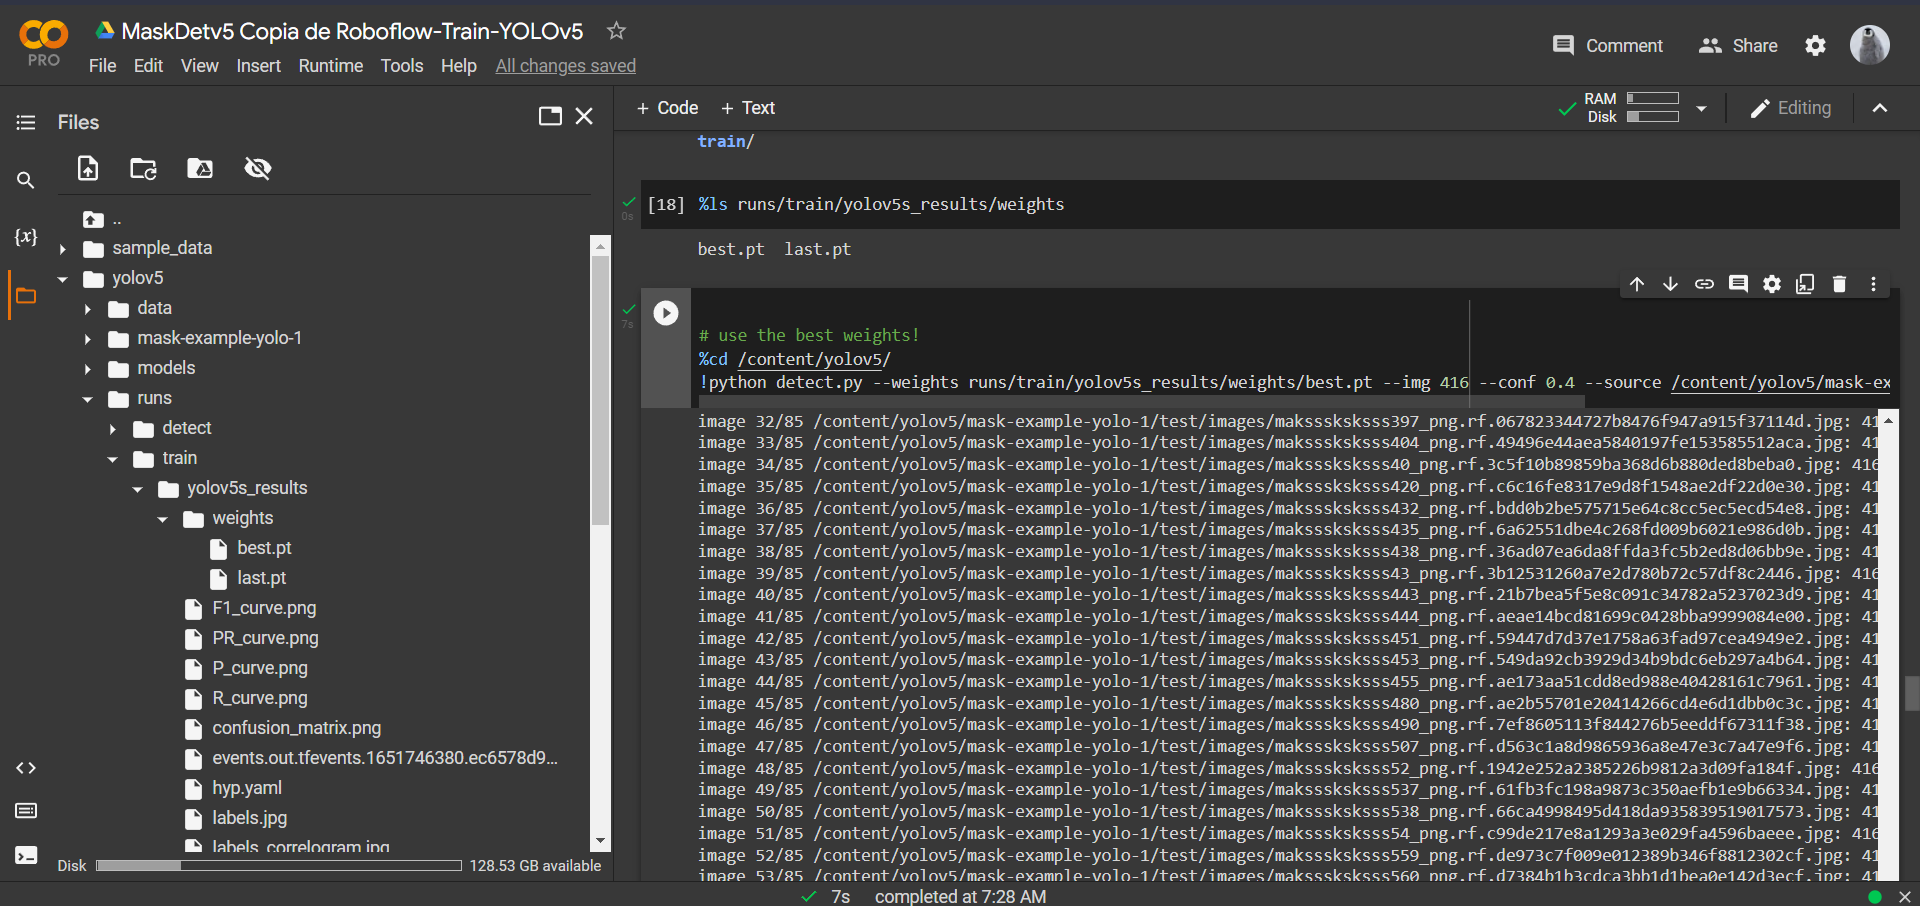 MaskDetv5 Copia de Roboflow-Train-YOLOv5
PRO
File Edit View Insert Runtime Tools Help All changes saved
Comment Share
Files
+ Code + Text
RAM
Disk
Editing
..
sample_data
yolov5
data
mask-example-yolo-1
models
runs
detect
train
yolov5s_results
weights
best.pt
last.pt
F1_curve.png
PR_curve.png
P_curve.png
R_curve.png
confusion_matrix.png
events.out.tfevents.1651746380.ec6578d9...
hyp.yaml
labels.jpg
labels_correlogram.jpg
Disk 128.53 GB available
{x}
train/
0s
[18] %ls runs/train/yolov5s_results/weights
best.pt last.pt
7s
# use the best weights!
%cd /content/yolov5/
!python detect.py --weights runs/train/yolov5s_results/weights/best.pt --img 416 --conf 0.4 --source /content/yolov5/mask-ex
image 32/85 /content/yolov5/mask-example-yolo-1/test/images/maksssksksss397_png.rf.067823344727b8476f947a915f37114d.jpg: 41
image 33/85 /content/yolov5/mask-example-yolo-1/test/images/maksssksksss404_png.rf.49496e44aea5840197fe153585512aca.jpg: 41
image 34/85 /content/yolov5/mask-example-yolo-1/test/images/maksssksksss40_png.rf.3c5f10b89859ba368d6b880ded8beba0.jpg: 416
image 35/85 /content/yolov5/mask-example-yolo-1/test/images/maksssksksss420_png.rf.c6c16fe8317e9d8f1548ae2df22d0e30.jpg: 41
image 36/85 /content/yolov5/mask-example-yolo-1/test/images/maksssksksss432_png.rf.bdd0b2be575715e64c8cc5ec5ecd54e8.jpg: 41
image 37/85 /content/yolov5/mask-example-yolo-1/test/images/maksssksksss435_png.rf.6a62551dbe4c268fd009b6021e986d0b.jpg: 41
image 38/85 /content/yolov5/mask-example-yolo-1/test/images/maksssksksss438_png.rf.36ad07ea6da8ffda3fc5b2ed8d06bb9e.jpg: 41
image 39/85 /content/yolov5/mask-example-yolo-1/test/images/maksssksksss43_png.rf.3b12531260a7e2d780b72c57df8c2446.jpg: 416
image 40/85 /content/yolov5/mask-example-yolo-1/test/images/maksssksksss443_png.rf.21b7bea5f5e8c091c34782a5237023d9.jpg: 41
image 41/85 /content/yolov5/mask-example-yolo-1/test/images/maksssksksss444_png.rf.aeae14bcd81699c0428bba9999084e00.jpg: 41
image 42/85 /content/yolov5/mask-example-yolo-1/test/images/maksssksksss451_png.rf.59447d7d37e1758a63fad97cea4949e2.jpg: 41
image 43/85 /content/yolov5/mask-example-yolo-1/test/images/maksssksksss453_png.rf.549da92cb3929d34b9bdc6eb297a4b64.jpg: 41
image 44/85 /content/yolov5/mask-example-yolo-1/test/images/maksssksksss455_png.rf.ae173aa51cdd8ed988e40428161c7961.jpg: 41
image 45/85 /content/yolov5/mask-example-yolo-1/test/images/maksssksksss480_png.rf.ae2b55701e20414266cd4e6d1dbb0c3c.jpg: 41
image 46/85 /content/yolov5/mask-example-yolo-1/test/images/maksssksksss490_png.rf.7ef8605113f844276b5eeddf67311f38.jpg: 41
image 47/85 /content/yolov5/mask-example-yolo-1/test/images/maksssksksss507_png.rf.d563c1a8d9865936a8e47e3c7a47e9f6.jpg: 41
image 48/85 /content/yolov5/mask-example-yolo-1/test/images/maksssksksss52_png.rf.1942e252a2385226b9812a3d09fa184f.jpg: 416
image 49/85 /content/yolov5/mask-example-yolo-1/test/images/maksssksksss537_png.rf.61fb3fc198a9873c350aefb1e9b66334.jpg: 41
image 50/85 /content/yolov5/mask-example-yolo-1/test/images/maksssksksss538_png.rf.66ca4998495d418da935839519017573.jpg: 41
image 51/85 /content/yolov5/mask-example-yolo-1/test/images/maksssksksss54_png.rf.c99de217e8a1293a3e029fa4596baeee.jpg: 416
image 52/85 /content/yolov5/mask-example-yolo-1/test/images/maksssksksss559_png.rf.de973c7f009e012389b346f8812302cf.jpg: 41
image 53/85 /content/yolov5/mask-example-yolo-1/test/images/maksssksksss560_png.rf.d7384b1b3cdca3bb1d1bea0e142d3ecf.jpg: 41
7s completed at 7:28 AM